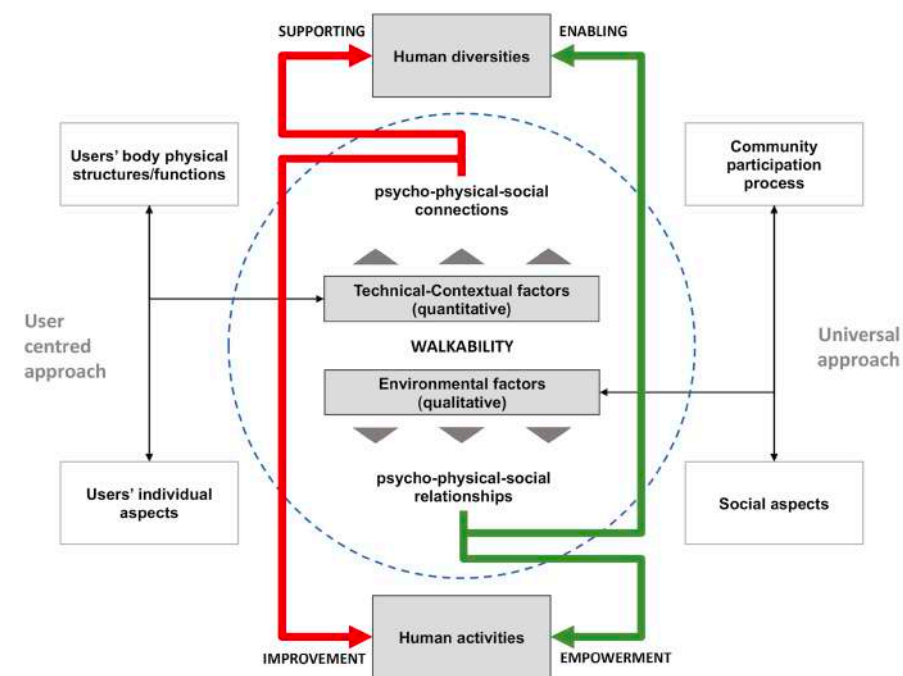 SUPPORTING
ENABLING
Human diversities
Users’ body physical
structures/functions
Community
participation
process
psycho-physical-social
connections
Technical-Contextual factors
(quantitative)
User
centred
approach
WALKABILITY
Universal
approach
Environmental factors
(qualitative)
psycho-physical-social
relationships
Users’ individual
aspects
Social aspects
Human activities
IMPROVEMENT
EMPOWERMENT